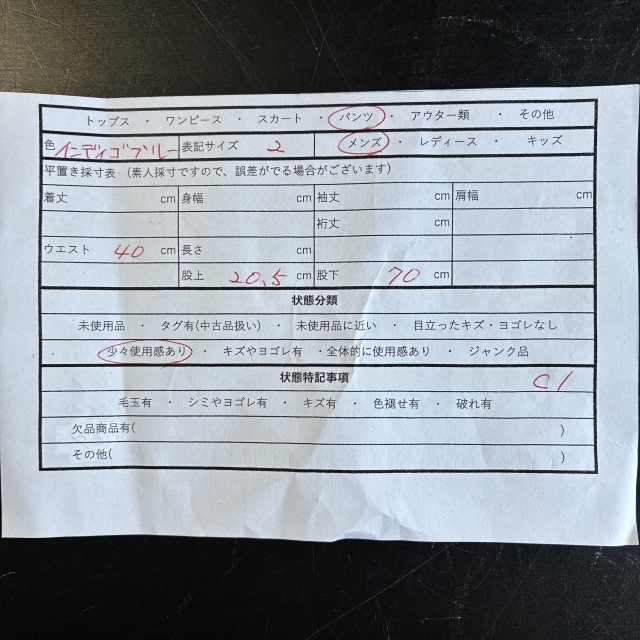 トップス ・ ワンピース ・ スカート ・ パンツ ・ アウター類 ・ その他
色 インディゴブルー 表記サイズ 2 メンズ ・ レディース ・ キッズ
平置き採寸表 (素人採寸ですので、誤差がでる場合がございます)
着丈 cm 身幅 cm 袖丈 cm 肩幅 cm
裄丈 cm
ウエスト 40 cm 長さ cm
股上 20.5 cm 股下 70 cm
状態分類
未使用品 ・ タグ有(中古品扱い) ・ 未使用品に近い ・ 目立ったキズ・ヨゴレなし
少々使用感あり ・ キズやヨゴレ有 ・全体的に使用感あり ・ ジャンク品
状態特記事項 C1
毛玉有 ・ シミやヨゴレ有 ・ キズ有 ・ 色褪せ有 ・ 破れ有
欠品商品有( )
その他( )